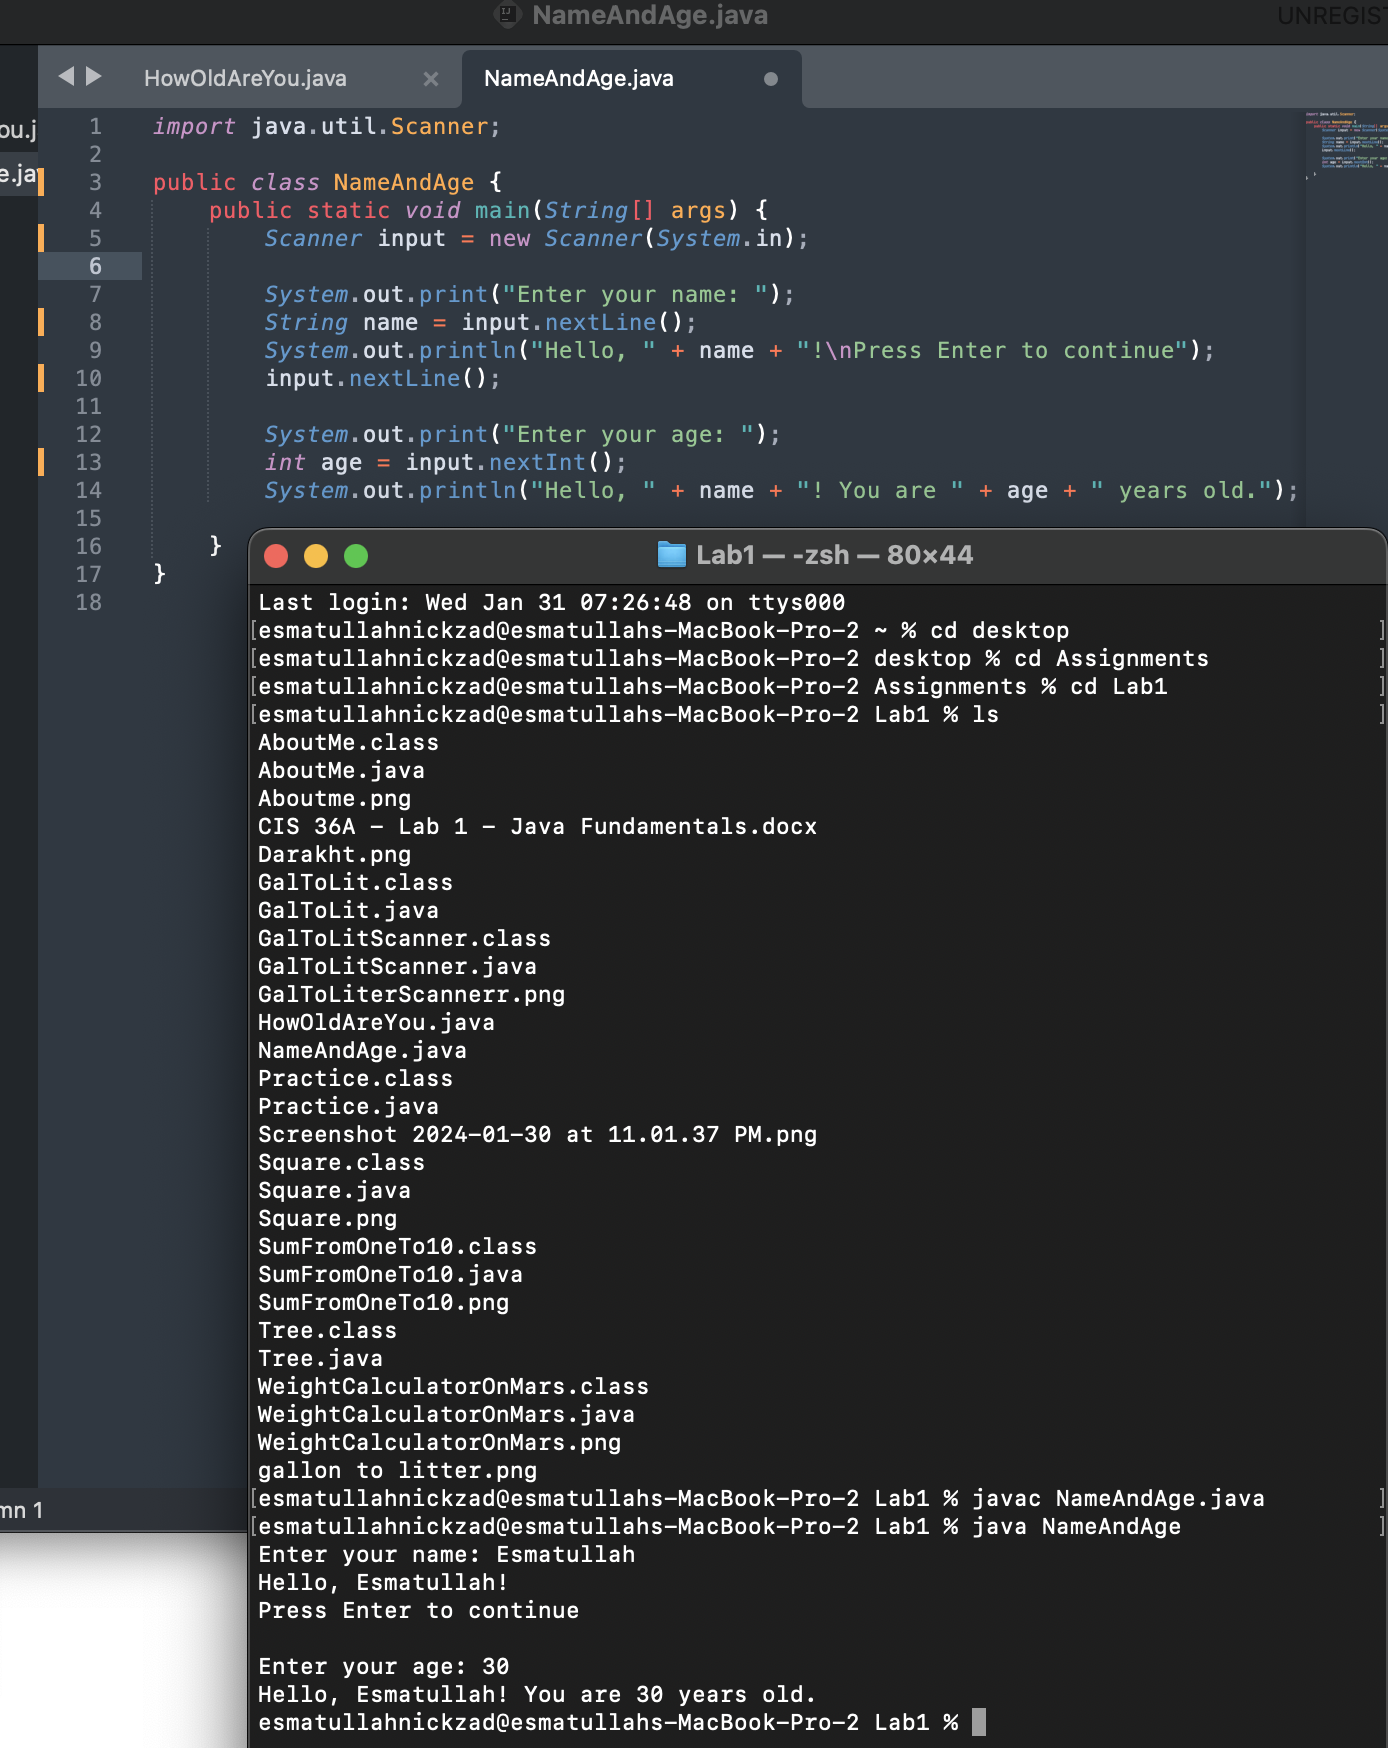 NameAndAge.java
UNREGIST
HowOldAreYou.java
NameAndAge.java
ou.j
e.ja
1 import java.util.Scanner;
2
3 public class NameAndAge {
4 public static void main(String[] args) {
5 Scanner input = new Scanner(System.in);
6
7 System.out.print("Enter your name: ");
8 String name = input.nextLine();
9 System.out.println("Hello, " + name + "!\nPress Enter to continue");
10 input.nextLine();
11
12 System.out.print("Enter your age: ");
13 int age = input.nextInt();
14 System.out.println("Hello, " + name + "! You are " + age + " years old.");
15
16 }
17 }
18
mn 1
Lab1 — -zsh — 80×44
Last login: Wed Jan 31 07:26:48 on ttys000
[esmatullahnickzad@esmatullahs-MacBook-Pro-2 ~ % cd desktop ]
[esmatullahnickzad@esmatullahs-MacBook-Pro-2 desktop % cd Assignments ]
[esmatullahnickzad@esmatullahs-MacBook-Pro-2 Assignments % cd Lab1 ]
[esmatullahnickzad@esmatullahs-MacBook-Pro-2 Lab1 % ls ]
AboutMe.class
AboutMe.java
Aboutme.png
CIS 36A - Lab 1 - Java Fundamentals.docx
Darakht.png
GalToLit.class
GalToLit.java
GalToLitScanner.class
GalToLitScanner.java
GalToLiterScannerr.png
HowOldAreYou.java
NameAndAge.java
Practice.class
Practice.java
Screenshot 2024-01-30 at 11.01.37 PM.png
Square.class
Square.java
Square.png
SumFromOneTo10.class
SumFromOneTo10.java
SumFromOneTo10.png
Tree.class
Tree.java
WeightCalculatorOnMars.class
WeightCalculatorOnMars.java
WeightCalculatorOnMars.png
gallon to litter.png
[esmatullahnickzad@esmatullahs-MacBook-Pro-2 Lab1 % javac NameAndAge.java ]
[esmatullahnickzad@esmatullahs-MacBook-Pro-2 Lab1 % java NameAndAge ]
Enter your name: Esmatullah
Hello, Esmatullah!
Press Enter to continue
Enter your age: 30
Hello, Esmatullah! You are 30 years old.
esmatullahnickzad@esmatullahs-MacBook-Pro-2 Lab1 %